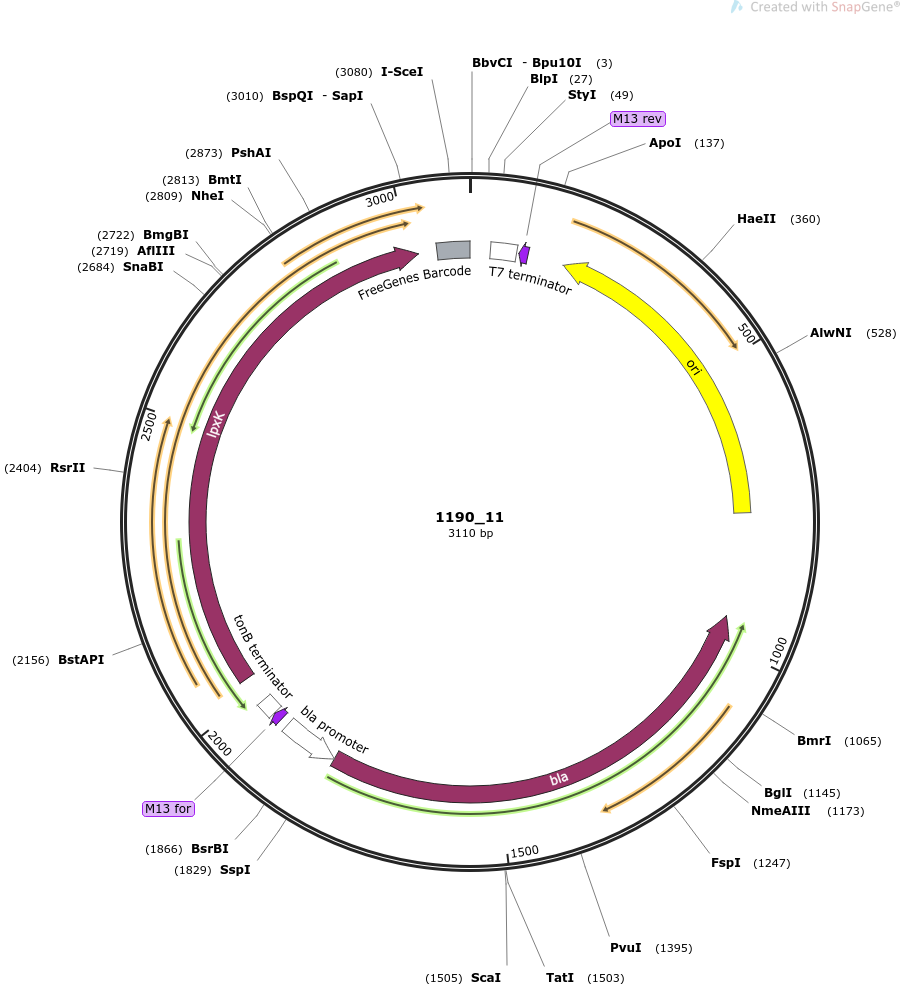 Created with SnapGene®
(3080) I-SceI
BbvCI - Bpu10I (3)
BlpI (27)
StyI (49)
(3010) BspQI - SapI
M13 rev
ApoI (137)
(2873) PshAI
(2813) BmtI
(2809) NheI
HaeII (360)
(2722) BmgBI
(2719) AflIII
(2684) SnaBI
3000
FreeGenes Barcode
T7 terminator
500
AlwNI (528)
ori
2500
lpxK
(2404) RsrII
1190_11
3110 bp
tonB terminator
(2156) BstAPI
1000
bla promoter
2000
BmrI (1065)
bla
BglI (1145)
NmeAIII (1173)
M13 for
(1866) BsrBI
(1829) SspI
1500
FspI (1247)
PvuI (1395)
(1505) ScaI
TatI (1503)